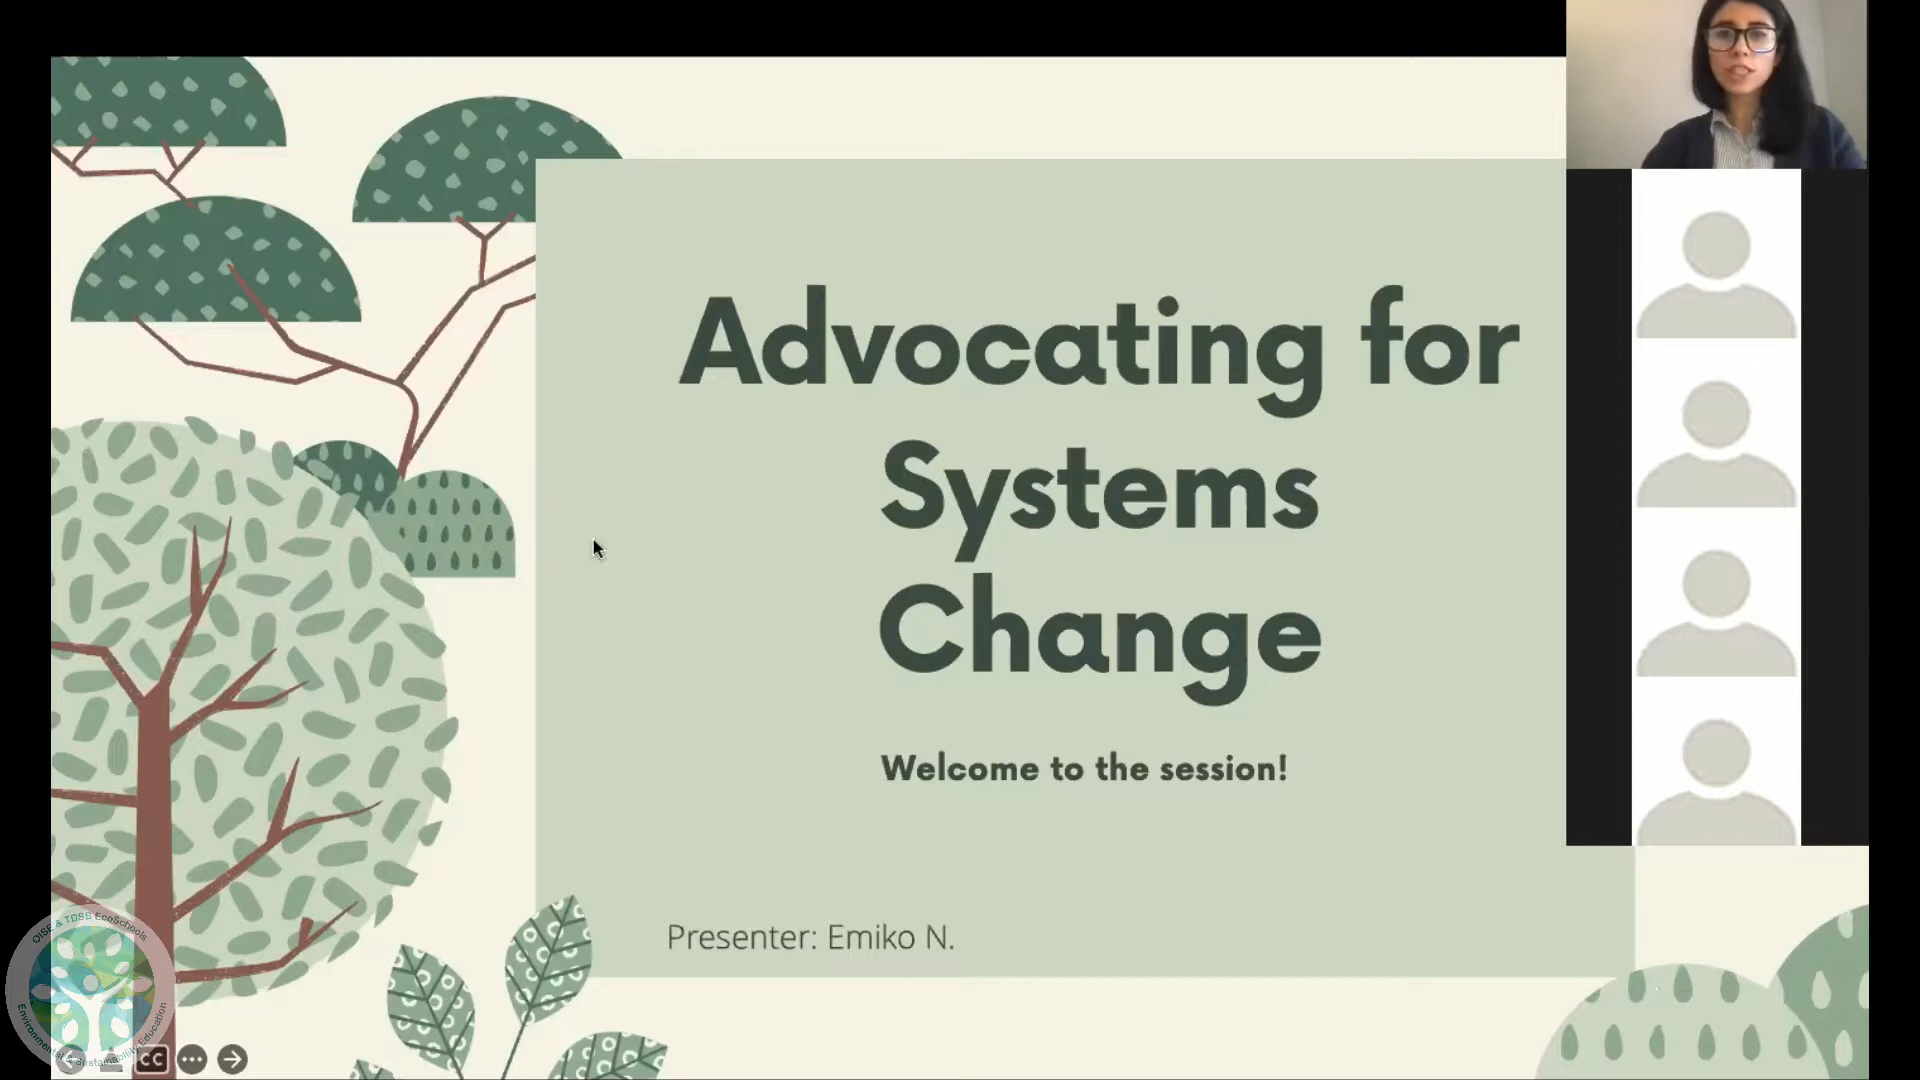 Advocating for
Systems
Change
Welcome to the session!
Presenter: Emiko N.
OISE & TDSB EcoSchools
Environmental & Sustainability Education
CC